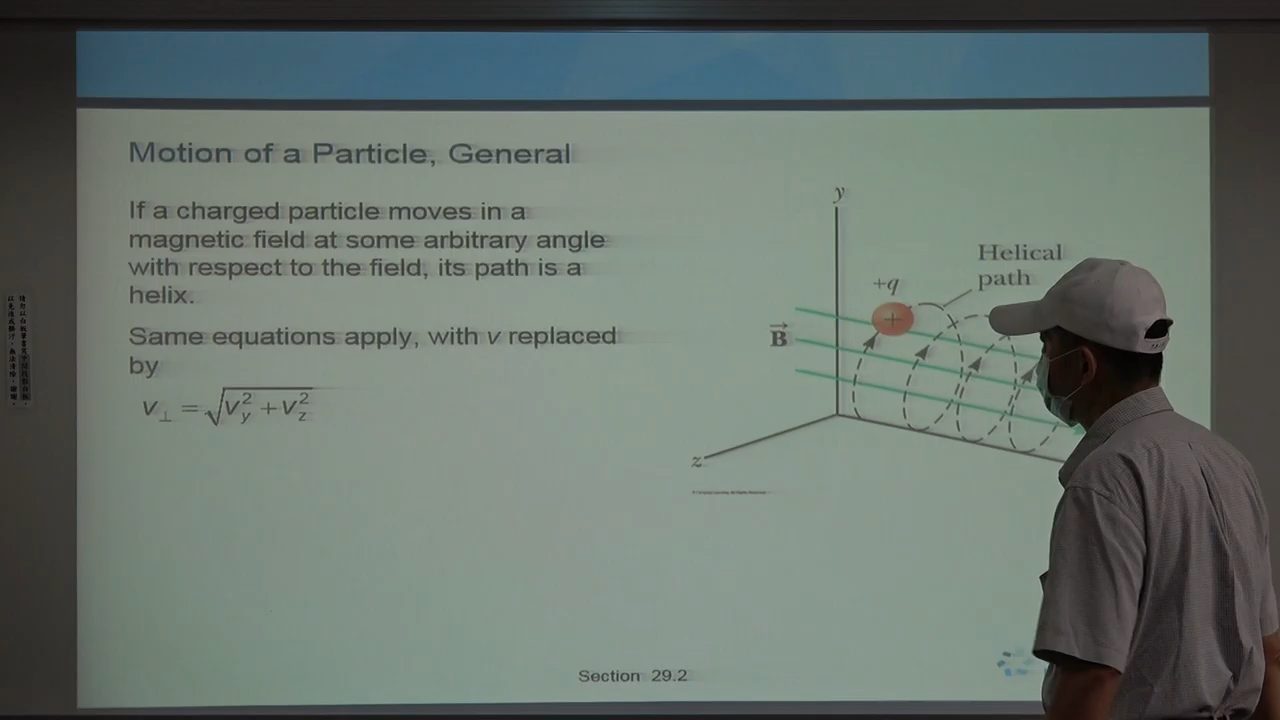 Motion of a Particle, General
If a charged particle moves in a
magnetic field at some arbitrary angle
with respect to the field, its path is a
helix.
Same equations apply, with v replaced
by
v⊥ = √(v_y² + v_z²)
y
Helical
path
+q
+
B⃗
z
Section 29.2